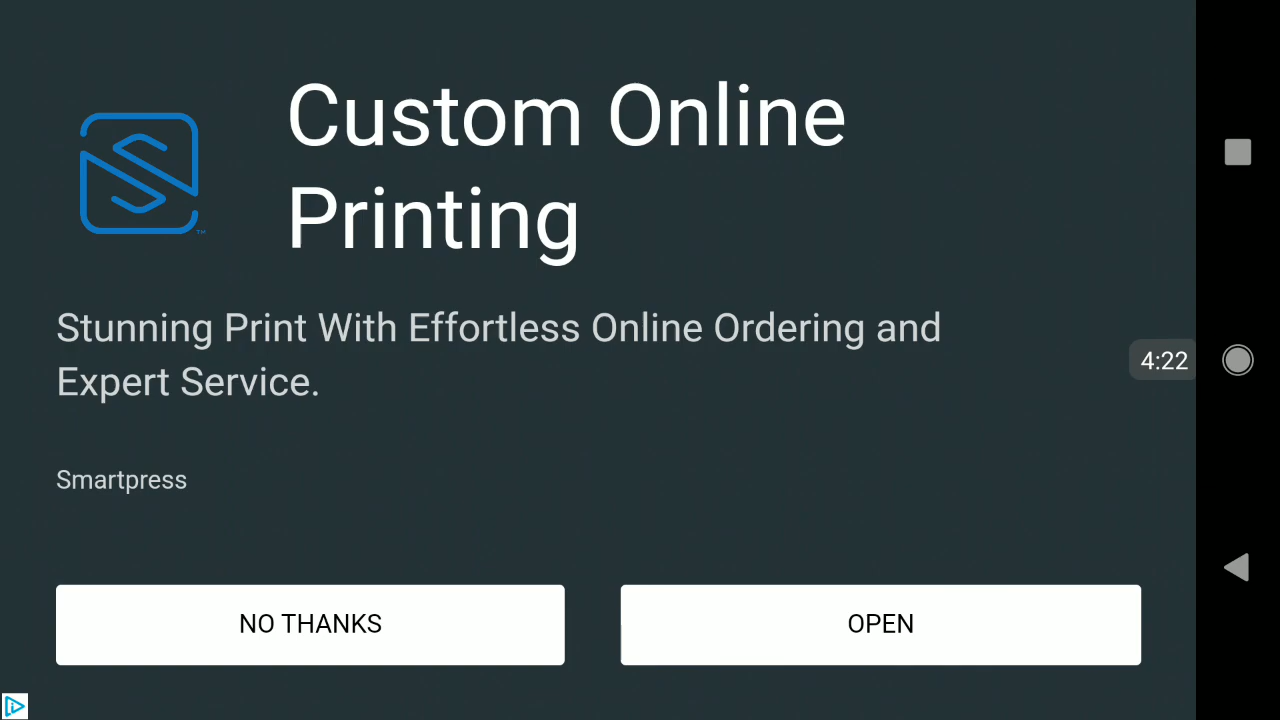 Custom Online
Printing
Stunning Print With Effortless Online Ordering and
Expert Service.
4:22
Smartpress
NO THANKS
OPEN